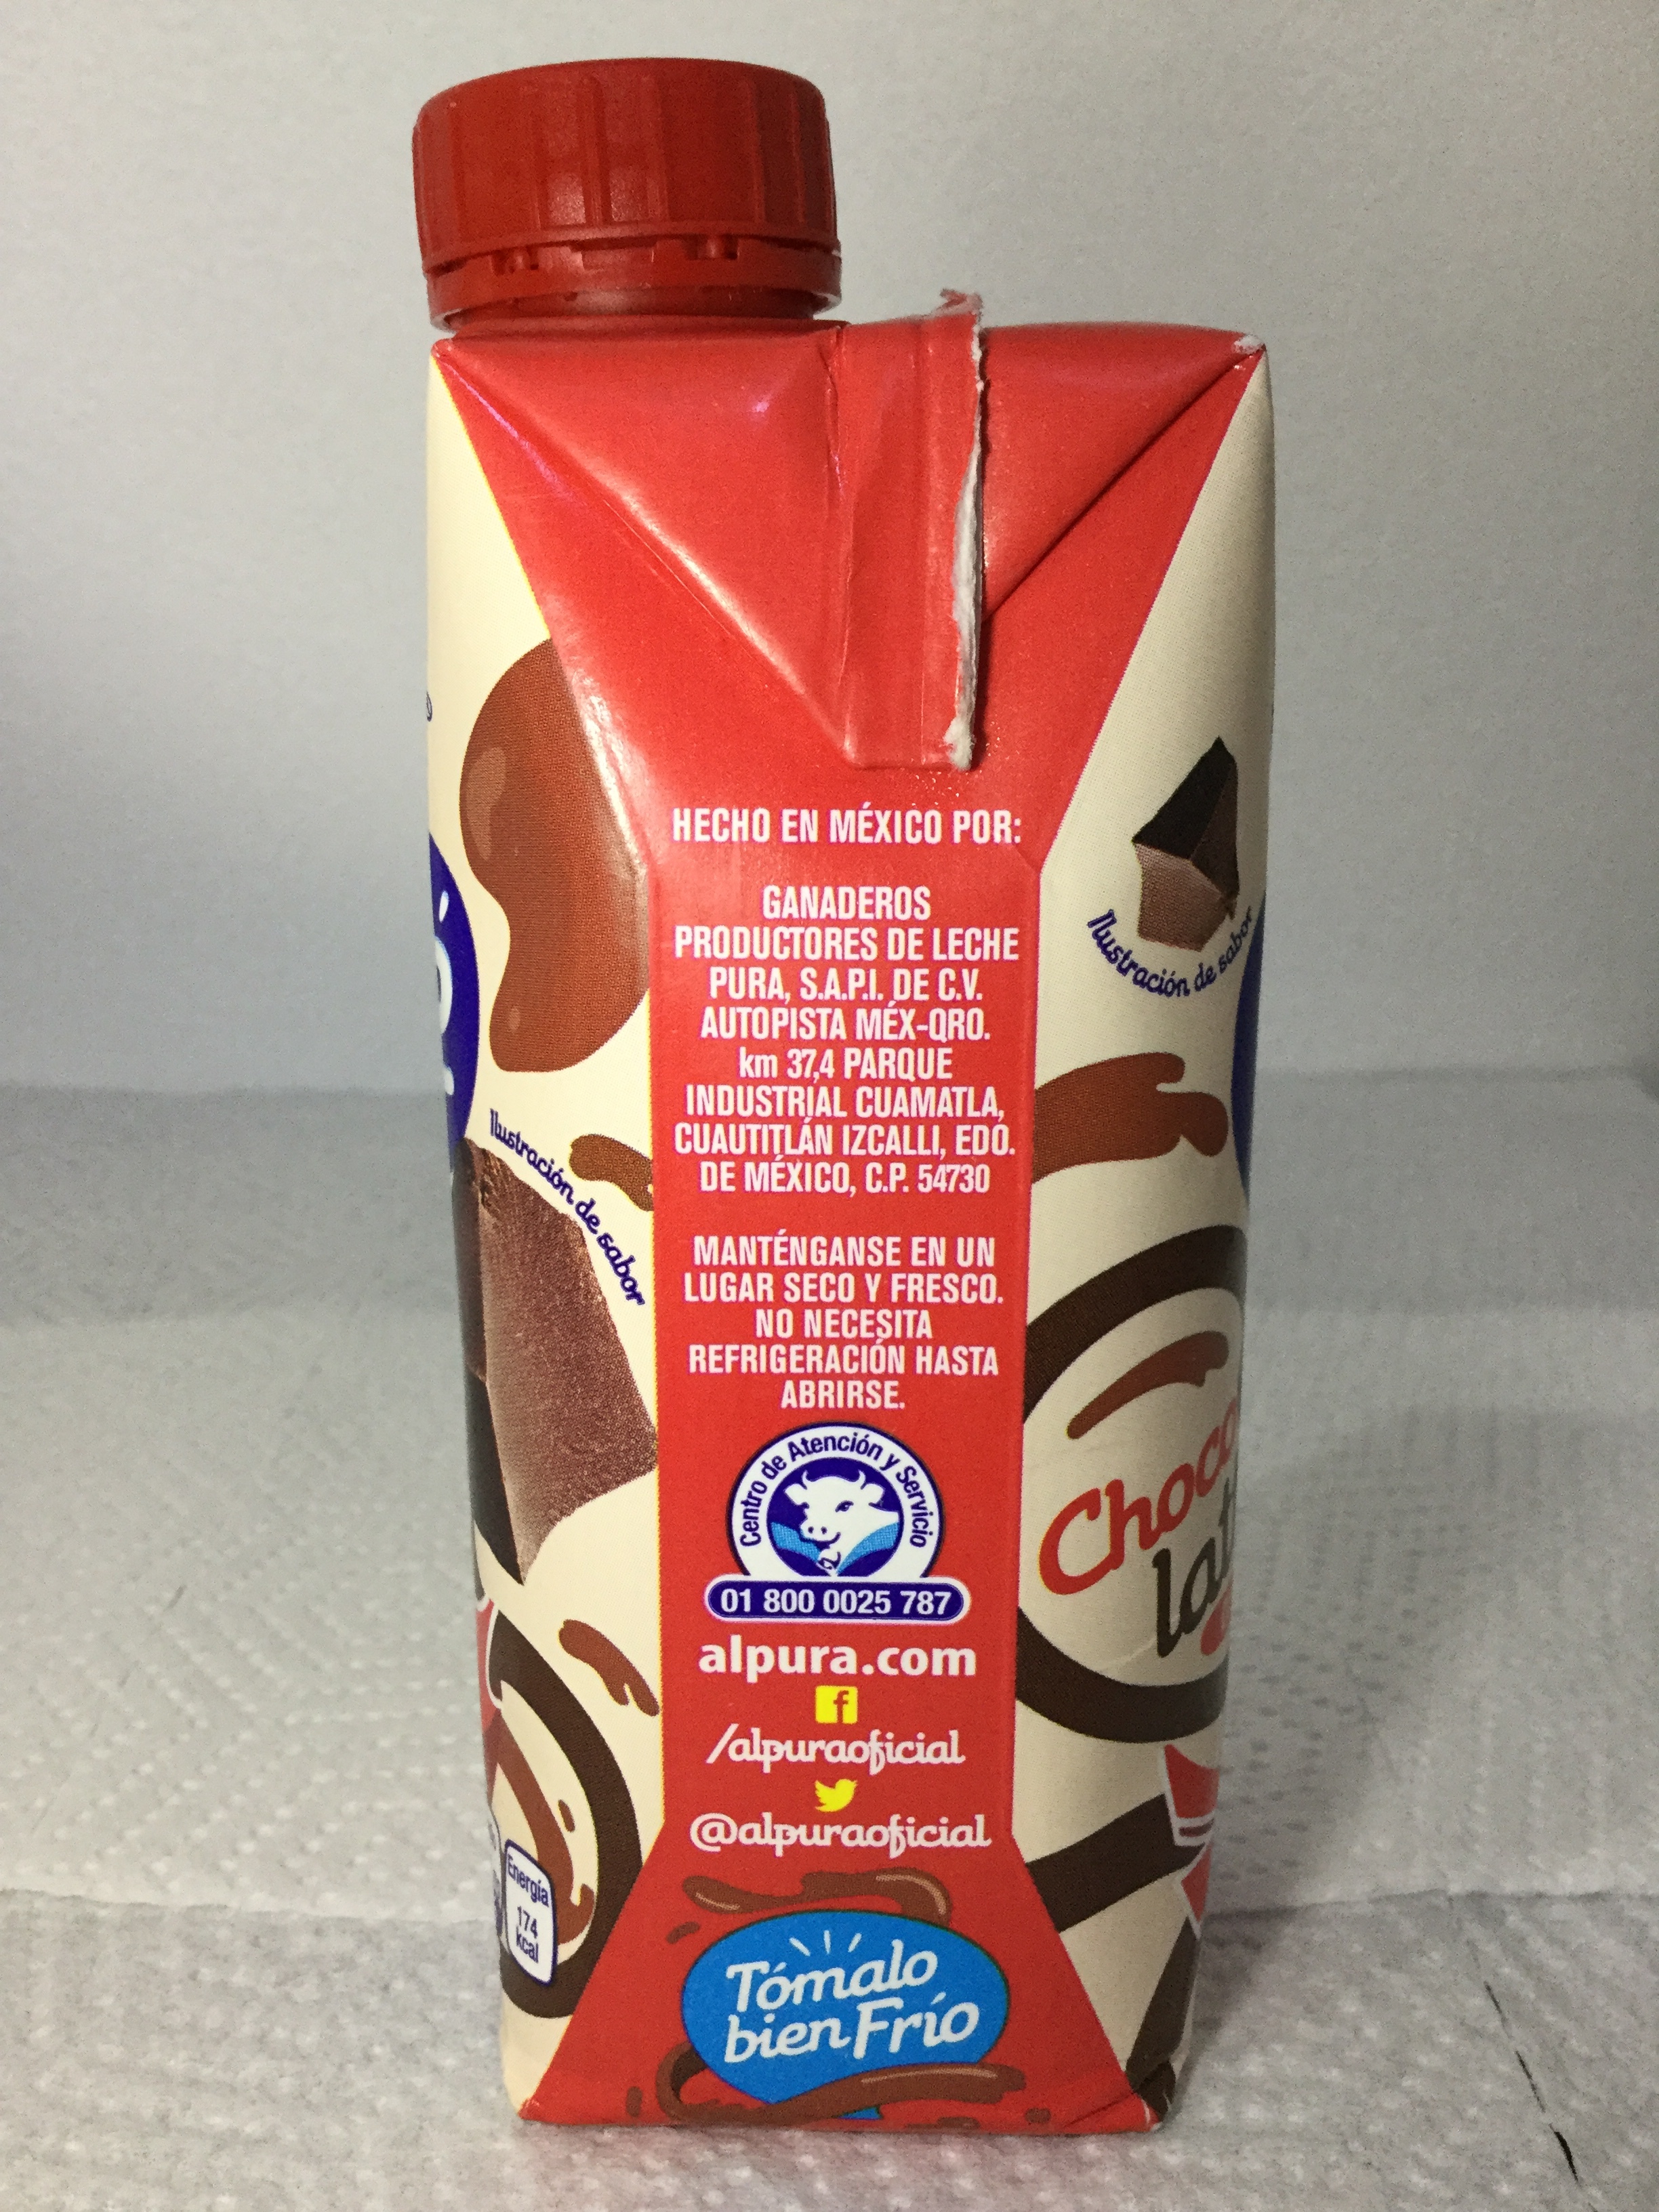 HECHO EN MÉXICO POR:
GANADEROS
PRODUCTORES DE LECHE
PURA, S.A.P.I. DE C.V.
AUTOPISTA MÉX-QRO.
km 37,4 PARQUE
INDUSTRIAL CUAMATLA,
CUAUTITLÁN IZCALLI, EDO.
DE MÉXICO, C.P. 54730
MANTÉNGANSE EN UN
LUGAR SECO Y FRESCO.
NO NECESITA
REFRIGERACIÓN HASTA
ABRIRSE.
Centro de Atención y Servicio
01 800 0025 787
alpura.com
f
/alpuraoficial
@alpuraoficial
Tómalo
bien Frío
Ilustración de sabor
Energía
174
kcal
Ilustración de sabor
Choco
lat